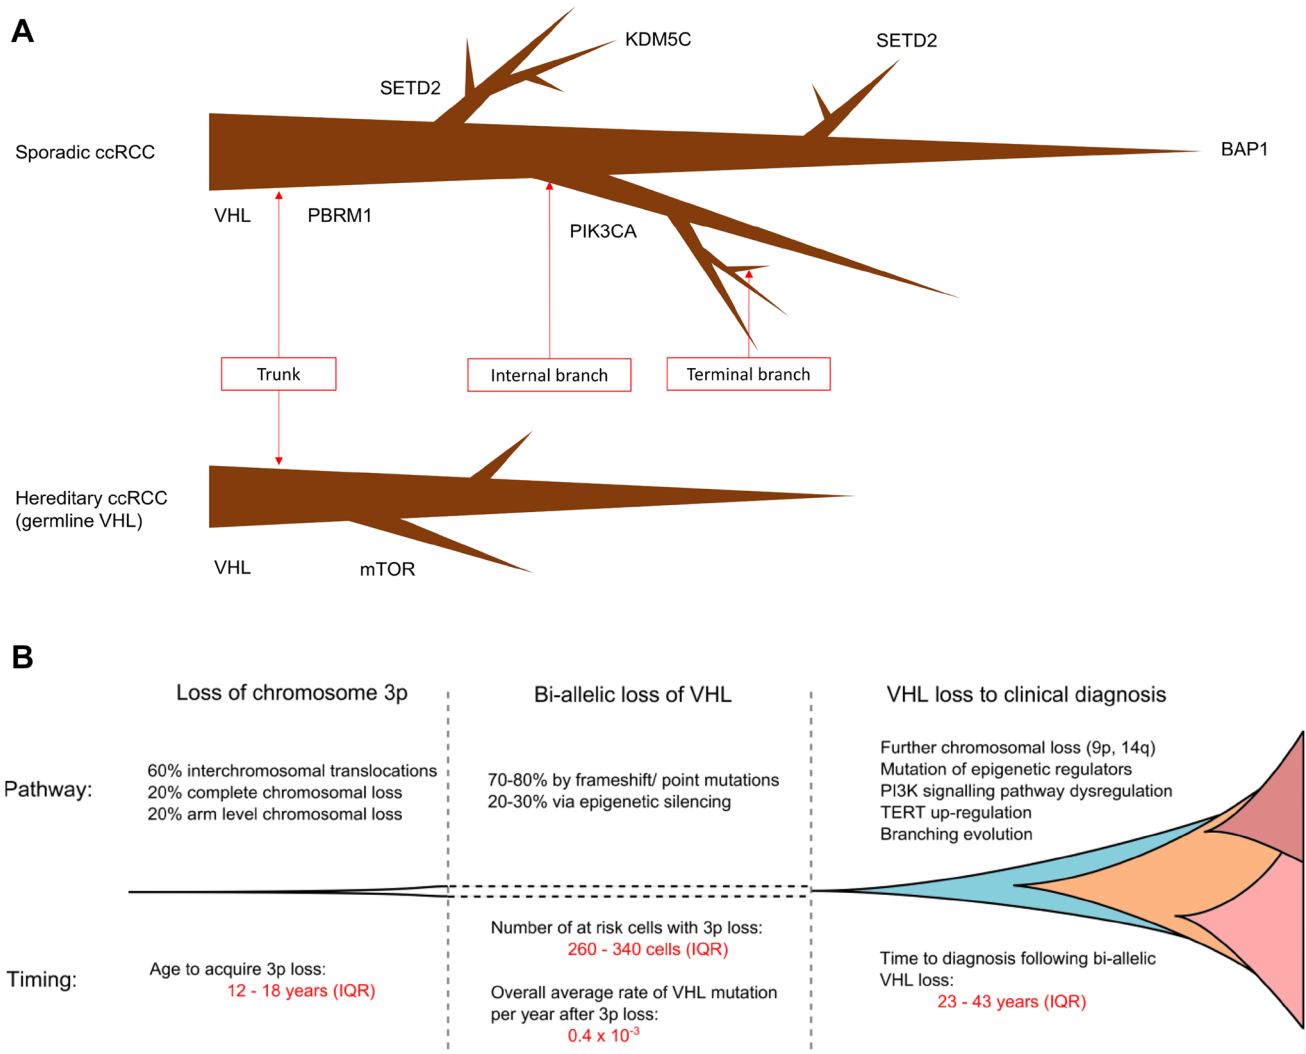 A
KDM5C
SETD2
SETD2
Sporadic ccRCC
BAP1
VHL
PBRM1
PIK3CA
Trunk
Internal branch
Terminal branch
Hereditary ccRCC
(germline VHL)
VHL
mTOR
B
Loss of chromosome 3p
Bi-allelic loss of VHL
VHL loss to clinical diagnosis
Pathway:
60% interchromosomal translocations
20% complete chromosomal loss
20% arm level chromosomal loss
70-80% by frameshift/ point mutations
20-30% via epigenetic silencing
Further chromosomal loss (9p, 14q)
Mutation of epigenetic regulators
PI3K signalling pathway dysregulation
TERT up-regulation
Branching evolution
Timing:
Age to acquire 3p loss:
12 - 18 years (IQR)
Number of at risk cells with 3p loss:
260 - 340 cells (IQR)
Overall average rate of VHL mutation
per year after 3p loss:
0.4 x 10⁻³
Time to diagnosis following bi-allelic
VHL loss:
23 - 43 years (IQR)